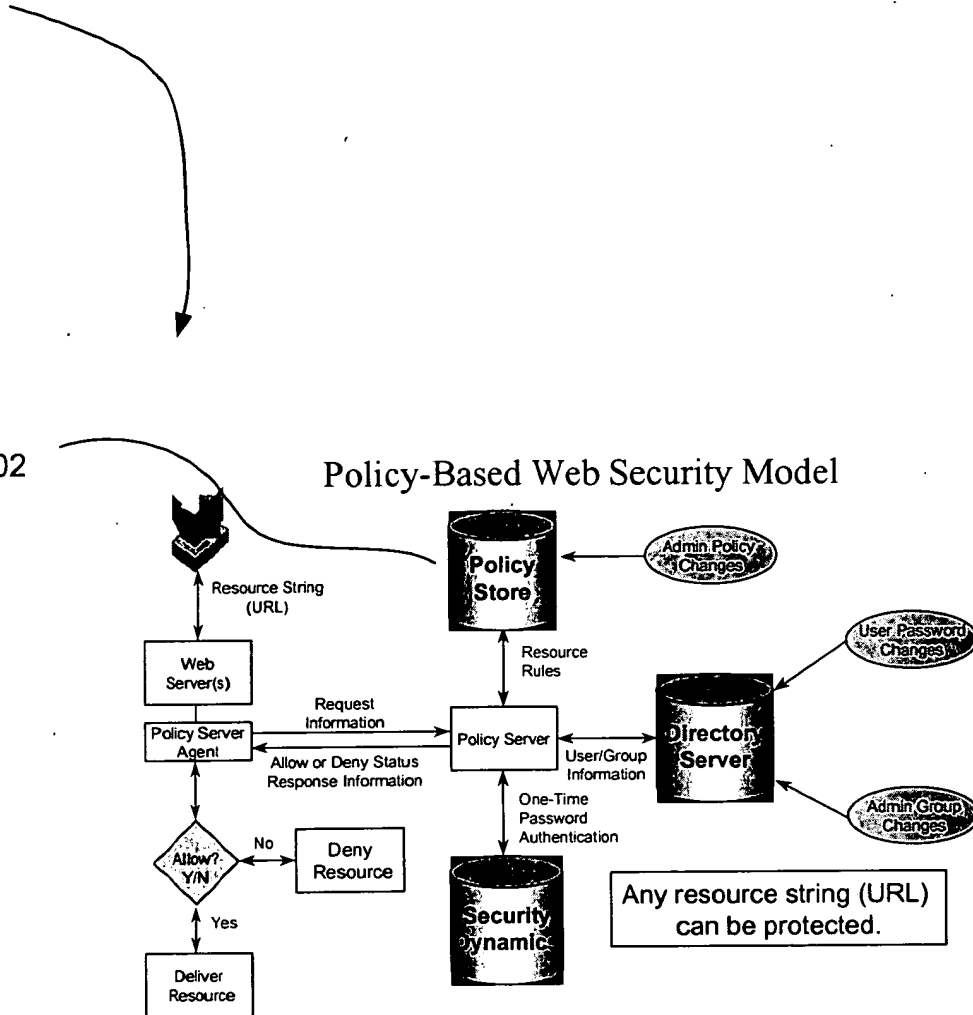 02
Policy-Based Web Security Model
Policy
Store
Admin Policy
Changes
Resource String
(URL)
Resource
Rules
User Password
Changes
Web
Server(s)
Request
Information
Policy Server
Agent
Policy Server
Directory
Server
Allow or Deny Status
Response Information
User/Group
Information
One-Time
Password
Authentication
Admin Group
Changes
Allow?
Y/N
No
Deny
Resource
Any resource string (URL)
can be protected.
Yes
Security
Dynamics
Deliver
Resource